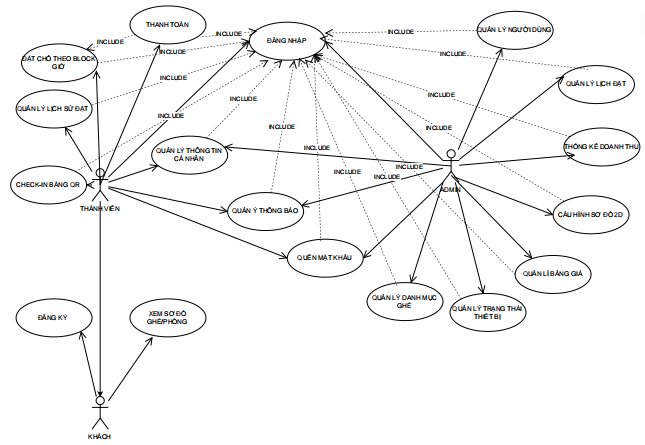 THANH TOÁN
ĐĂNG NHẬP
QUẢN LÝ NGƯỜI DÙNG
INCLUDE
INCLUDE
INCLUDE
INCLUDE
ĐẶT CHỖ THEO BLOCK
GIỜ
INCLUDE
INCLUDE
QUẢN LÝ LỊCH ĐẶT
QUẢN LÝ LỊCH SỬ ĐẶT
INCLUDE
INCLUDE
INCLUDE
INCLUDE
INCLUDE
THỐNG KÊ DOANH THU
QUẢN LÝ THÔNG TIN
CÁ NHÂN
INCLUDE
INCLUDE
INCLUDE
CHECK-IN BẰNG QR
ADMIN
THÀNH VIÊN
QUẢN Ý THÔNG BÁO
CẤU HÌNH SƠ ĐỒ 2D
QUÊN MẬT KHẨU
QUẢN LÍ BẢNG GIÁ
QUẢN LÝ DANH MỤC
GHẾ
QUẢN LÝ TRẠNG THÁI
THIẾT BỊ
ĐĂNG KÝ
XEM SƠ ĐỒ
GHẾ/PHÒNG
KHÁCH